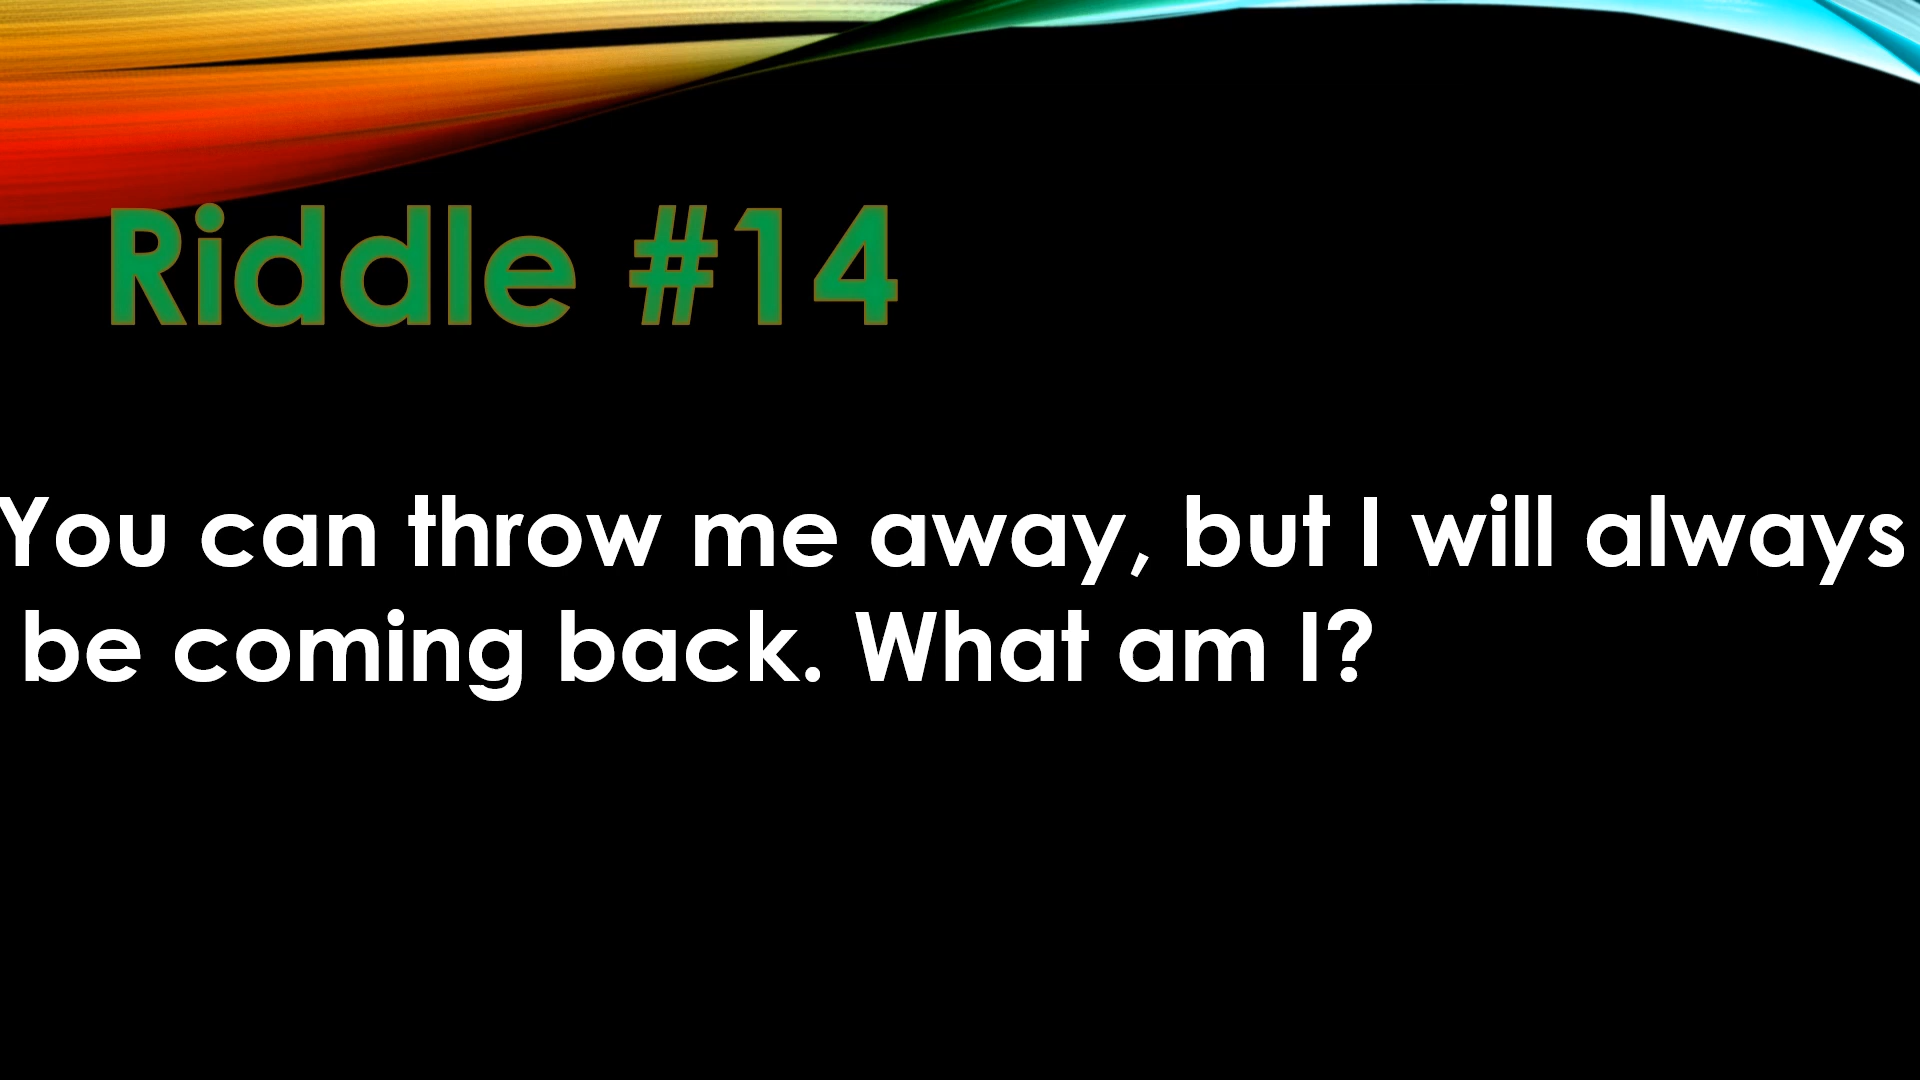 Riddle #14
You can throw me away, but I will always
be coming back. What am I?